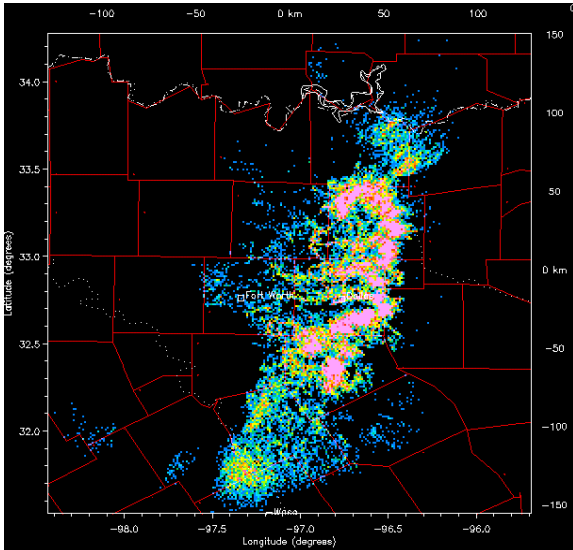 −100 −50 0 km 50 100
150
34.0
100
33.5
50
33.0
0 km
Fort Worth
32.5
−50
32.0
−100
−150
Waco
−98.0 −97.5 −97.0 −96.5 −96.0
Longitude (degrees)
Latitude (degrees)